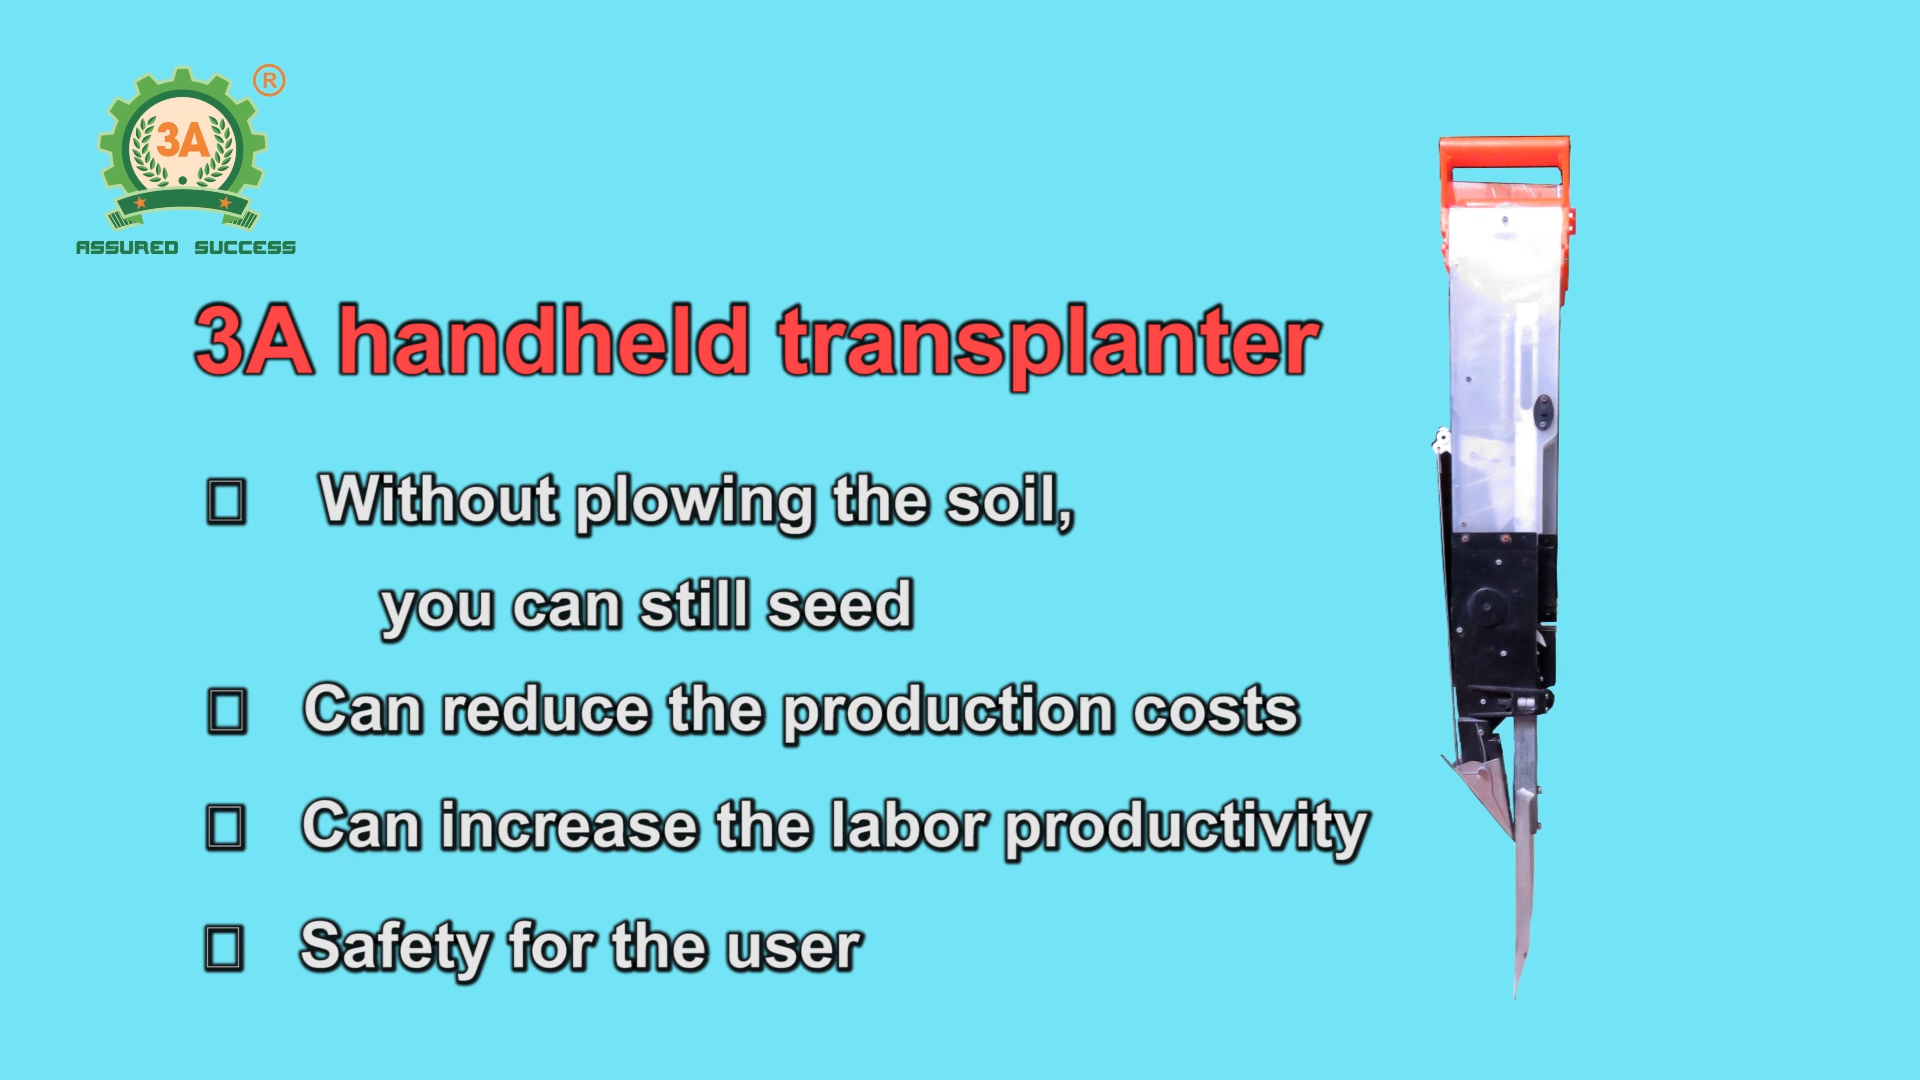 ®
3A
ASSURED SUCCESS
3A handheld transplanter
Without plowing the soil,
you can still seed
Can reduce the production costs
Can increase the labor productivity
Safety for the user